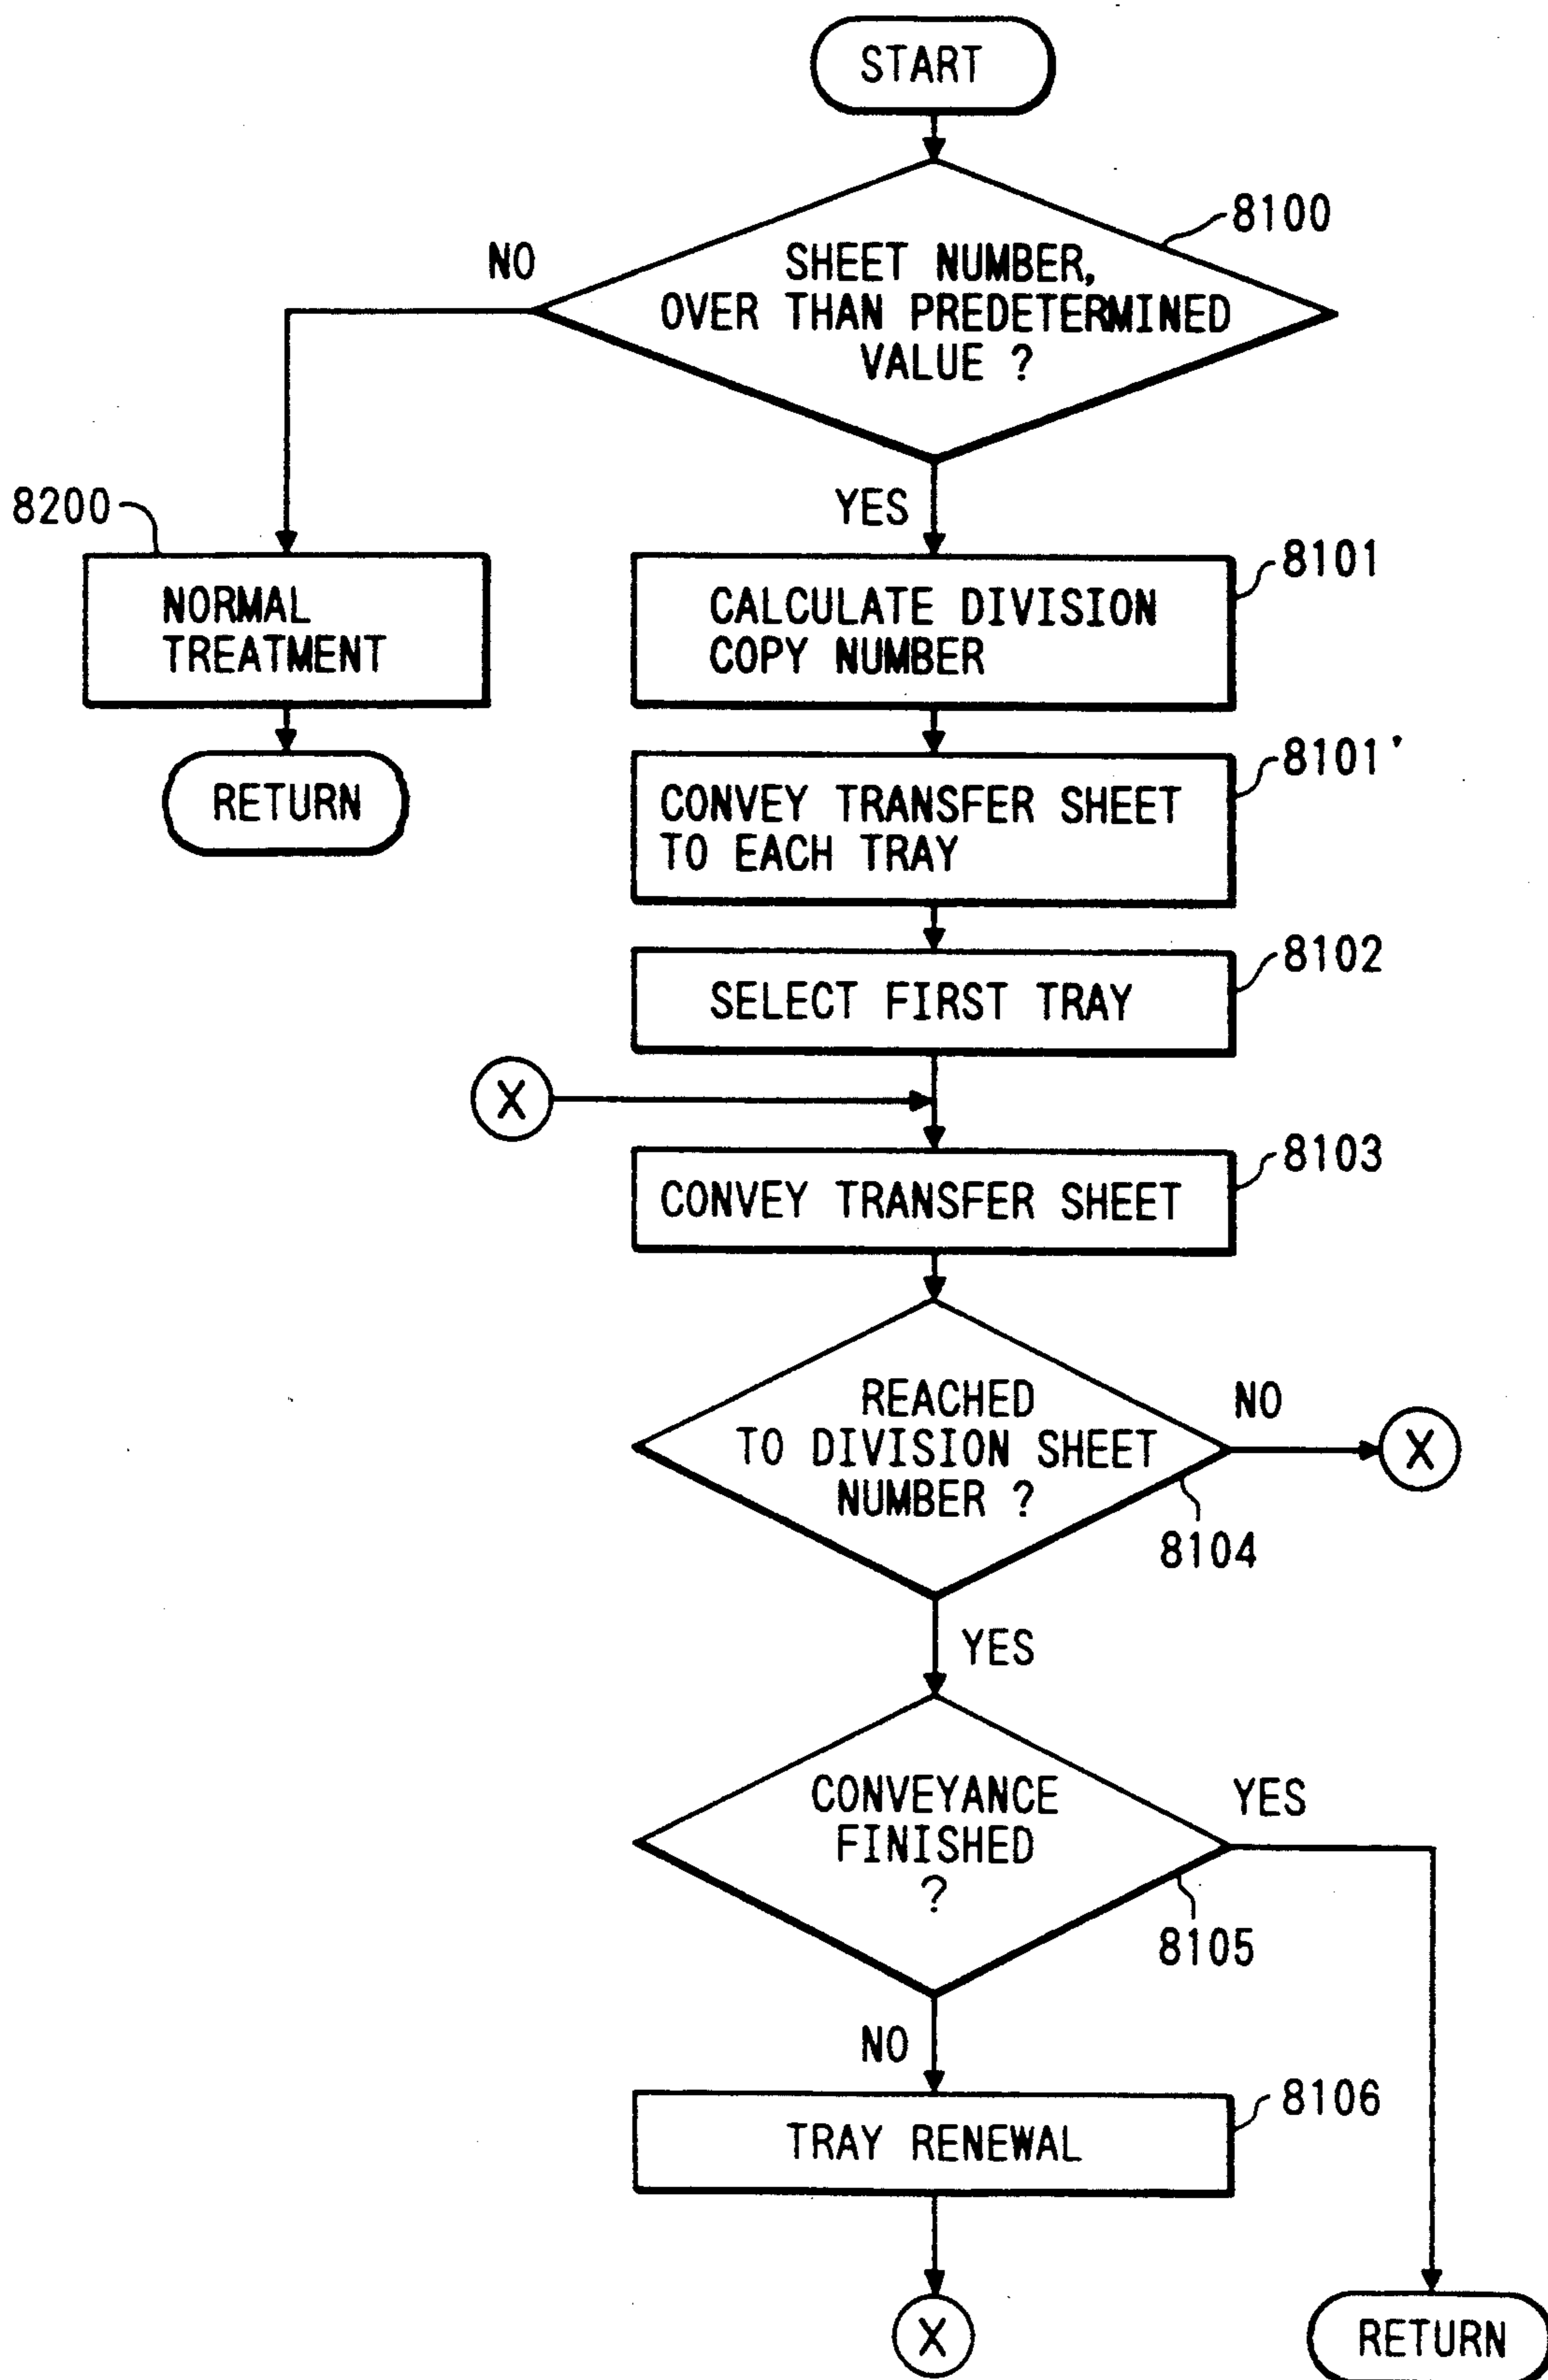 START
8100
NO
SHEET NUMBER,
OVER THAN PREDETERMINED
VALUE ?
8200
YES
NORMAL
TREATMENT
RETURN
8101
CALCULATE DIVISION
COPY NUMBER
8101'
CONVEY TRANSFER SHEET
TO EACH TRAY
8102
SELECT FIRST TRAY
X
8103
CONVEY TRANSFER SHEET
REACHED
TO DIVISION SHEET
NUMBER ?
NO
X
8104
YES
CONVEYANCE
FINISHED
?
YES
8105
NO
8106
TRAY RENEWAL
X
RETURN